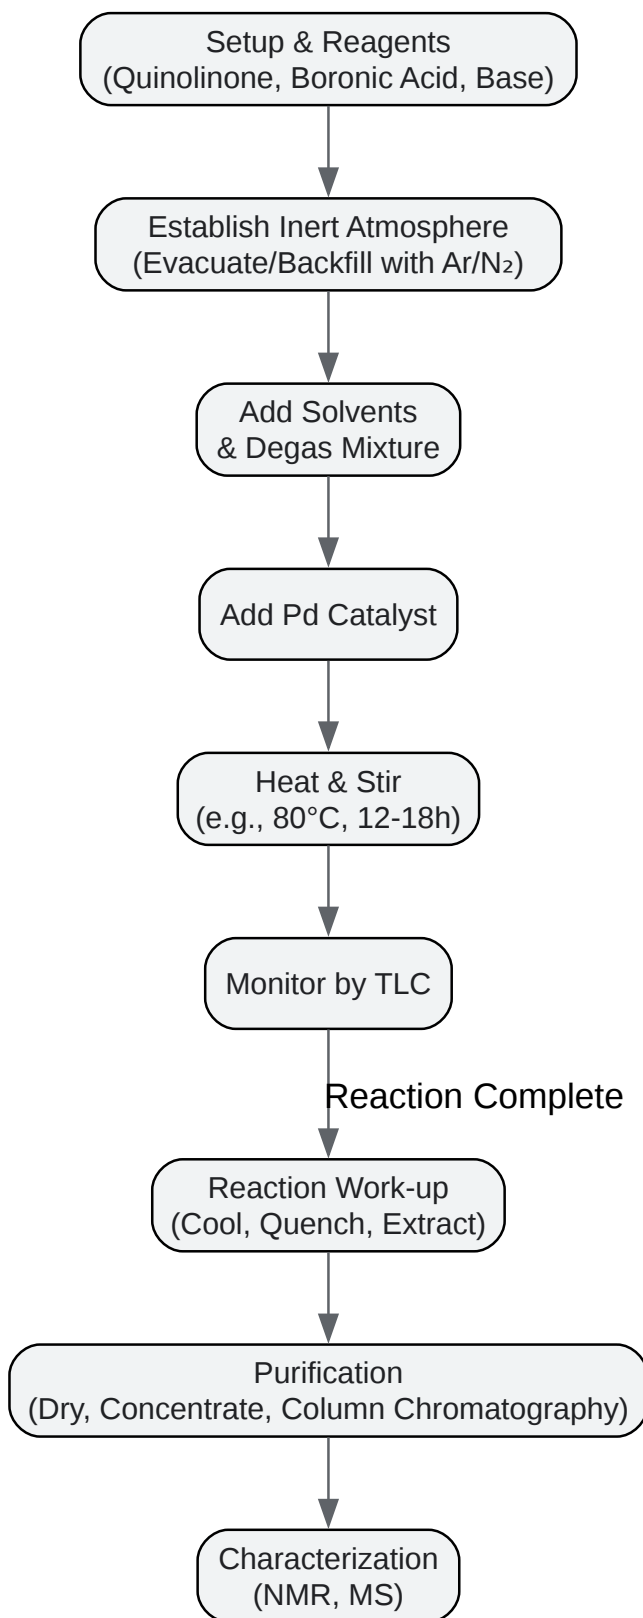 Setup & Reagents
(Quinolinone, Boronic Acid, Base)
Establish Inert Atmosphere
(Evacuate/Backfill with Ar/N₂)
Add Solvents
& Degas Mixture
Add Pd Catalyst
Heat & Stir
(e.g., 80°C, 12-18h)
Monitor by TLC
Reaction Complete
Reaction Work-up
(Cool, Quench, Extract)
Purification
(Dry, Concentrate, Column Chromatography)
Characterization
(NMR, MS)